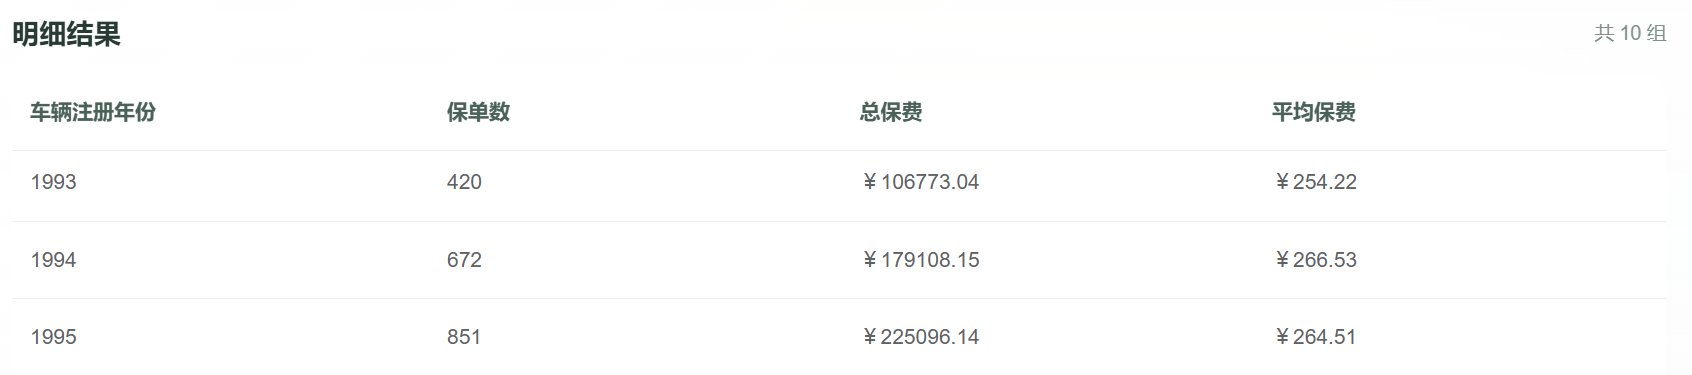 明细结果 共 10 组
车辆注册年份 保单数 总保费 平均保费
1993 420 ¥106773.04 ¥254.22
1994 672 ¥179108.15 ¥266.53
1995 851 ¥225096.14 ¥264.51